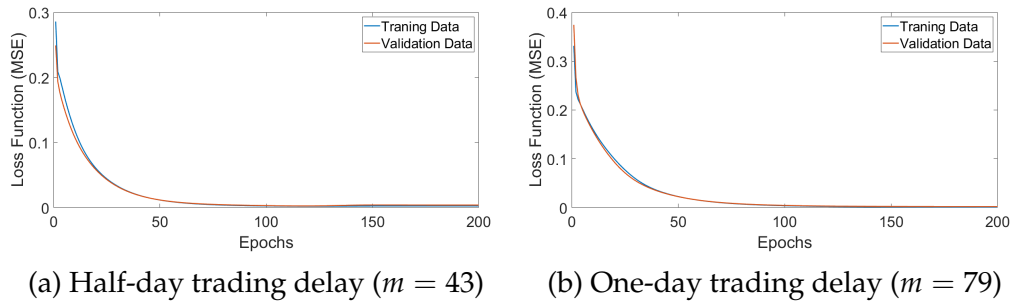 0.3
0.2
0.1
0
Loss Function (MSE)
Traning Data
Validation Data
0 50 100 150 200
Epochs
(a) Half-day trading delay (m = 43)
0.4
0.3
0.2
0.1
0
Loss Function (MSE)
Traning Data
Validation Data
0 50 100 150 200
Epochs
(b) One-day trading delay (m = 79)